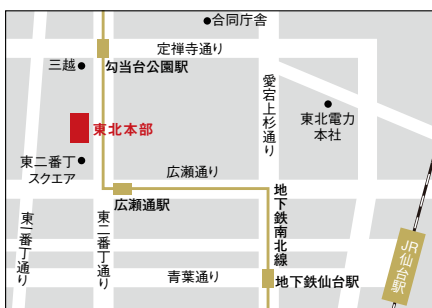 合同庁舎
定禅寺通り
三越
勾当台公園駅
愛宕上杉通り
東北電力
本社
東北本部
東二番丁
スクエア
広瀬通り
広瀬通駅
地下鉄南北線
東一番丁通り
東二番丁通り
青葉通り
地下鉄仙台駅
JR仙台駅